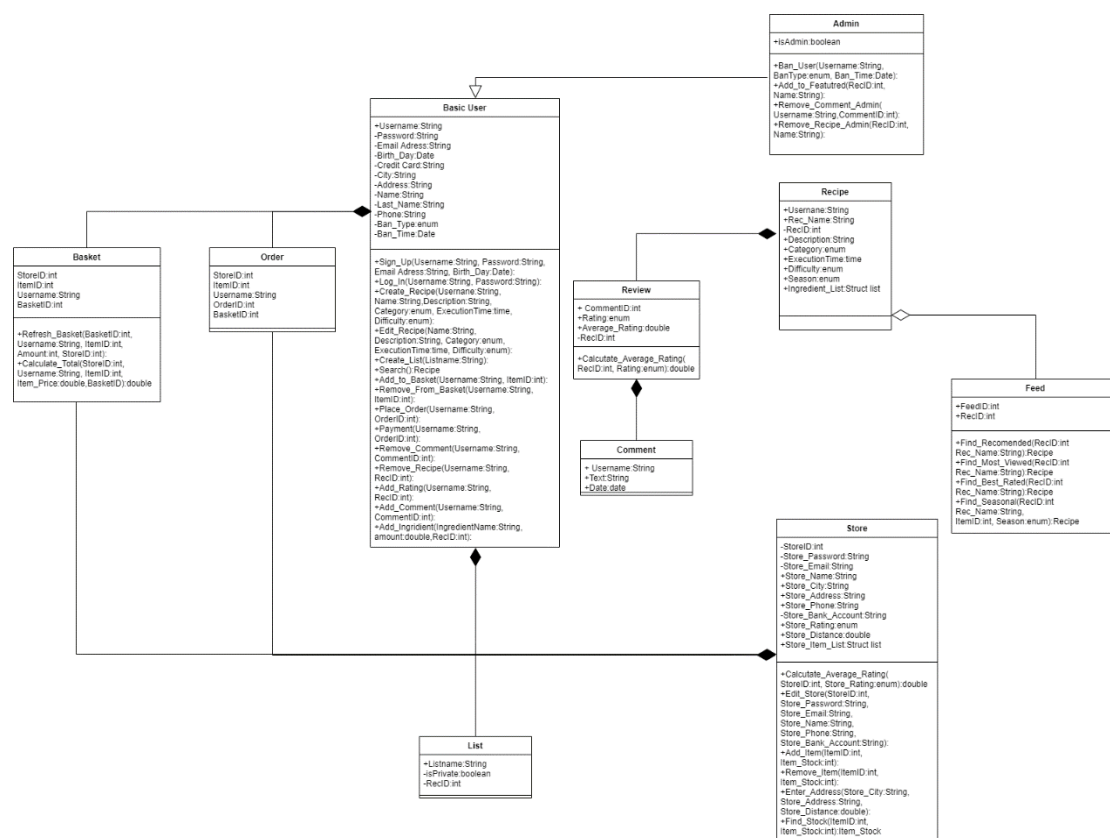 Admin
+isAdmin:boolean
+Ban_User(Username:String,
BanType:enum, Ban_Time:Date):
+Add_to_Featutred(RecID:int,
Name:String):
+Remove_Comment_Admin(
Username:String,CommentID:int):
+Remove_Recipe_Admin(RecID:int,
Name:String):
Basic User
+Username:String
-Password:String
-Email Adress:String
-Birth_Day:Date
-Credit Card:String
-City:String
-Address:String
-Name:String
-Last_Name:String
-Phone:String
-Ban_Type:enum
-Ban_Time:Date
+Sign_Up(Username:String, Password:String,
Email Adress:String, Birth_Day:Date):
+Log_In(Username:String, Password:String):
+Create_Recipe(Username:String,
Name:String,Description:String,
Category:enum, ExecutionTime:time,
Difficulty:enum):
+Edit_Recipe(Name:String,
Description:String, Category:enum,
ExecutionTime:time, Difficulty:enum):
+Create_List(Listname:String):
+Search():Recipe
+Add_to_Basket(Username:String, ItemID:int):
+Remove_From_Basket(Username:String,
ItemID:int):
+Place_Order(Username:String,
OrderID:int):
+Payment(Username:String,
OrderID:int):
+Remove_Comment(Username:String,
CommentID:int):
+Remove_Recipe(Username:String,
RecID:int):
+Add_Rating(Username:String,
RecID:int):
+Add_Comment(Username:String,
CommentID:int):
+Add_Ingridient(IngredientName:String,
amount:double,RecID:int):
Recipe
+Username:String
+Rec_Name:String
-RecID:int
+Description:String
+Category:enum
+ExecutionTime:time
+Difficulty:enum
+Season:enum
+Ingredient_List:Struct list
Basket
StoreID:int
ItemID:int
Username:String
BasketID:int
+Refresh_Basket(BasketID:int,
Username:String, ItemID:int,
Amount:int, StoreID:int):
+Calculate_Total(StoreID:int,
Username:String, ItemID:int,
Item_Price:double,BasketID):double
Order
StoreID:int
ItemID:int
Username:String
OrderID:int
BasketID:int
Review
+ CommentID:int
+Rating:enum
+Average_Rating:double
-RecID:int
+Calcutate_Average_Rating(
RecID:int, Rating:enum):double
Comment
+ Username:String
+Text:String
+Date:date
Feed
+FeedID:int
+RecID:int
+Find_Recomended(RecID:int
Rec_Name:String):Recipe
+Find_Most_Viewed(RecID:int
Rec_Name:String):Recipe
+Find_Best_Rated(RecID:int
Rec_Name:String):Recipe
+Find_Seasonal(RecID:int
Rec_Name:String,
ItemID:int, Season:enum):Recipe
Store
-StoreID:int
-Store_Password:String
-Store_Email:String
+Store_Name:String
+Store_City:String
+Store_Address:String
+Store_Phone:String
-Store_Bank_Account:String
+Store_Rating:enum
+Store_Distance:double
+Store_Item_List:Struct list
+Calcutate_Average_Rating(
StoreID:int, Store_Rating:enum):double
+Edit_Store(StoreID:int,
Store_Password:String,
Store_Email:String,
Store_Name:String,
Store_Phone:String,
Store_Bank_Account:String):
+Add_Item(ItemID:int,
Item_Stock:int):
+Remove_Item(ItemID:int,
Item_Stock:int):
+Enter_Address(Store_City:String,
Store_Address:String,
Store_Distance:double):
+Find_Stock(ItemID:int,
Item_Stock:int):Item_Stock
List
+Listname:String
-isPrivate:boolean
-RecID:int